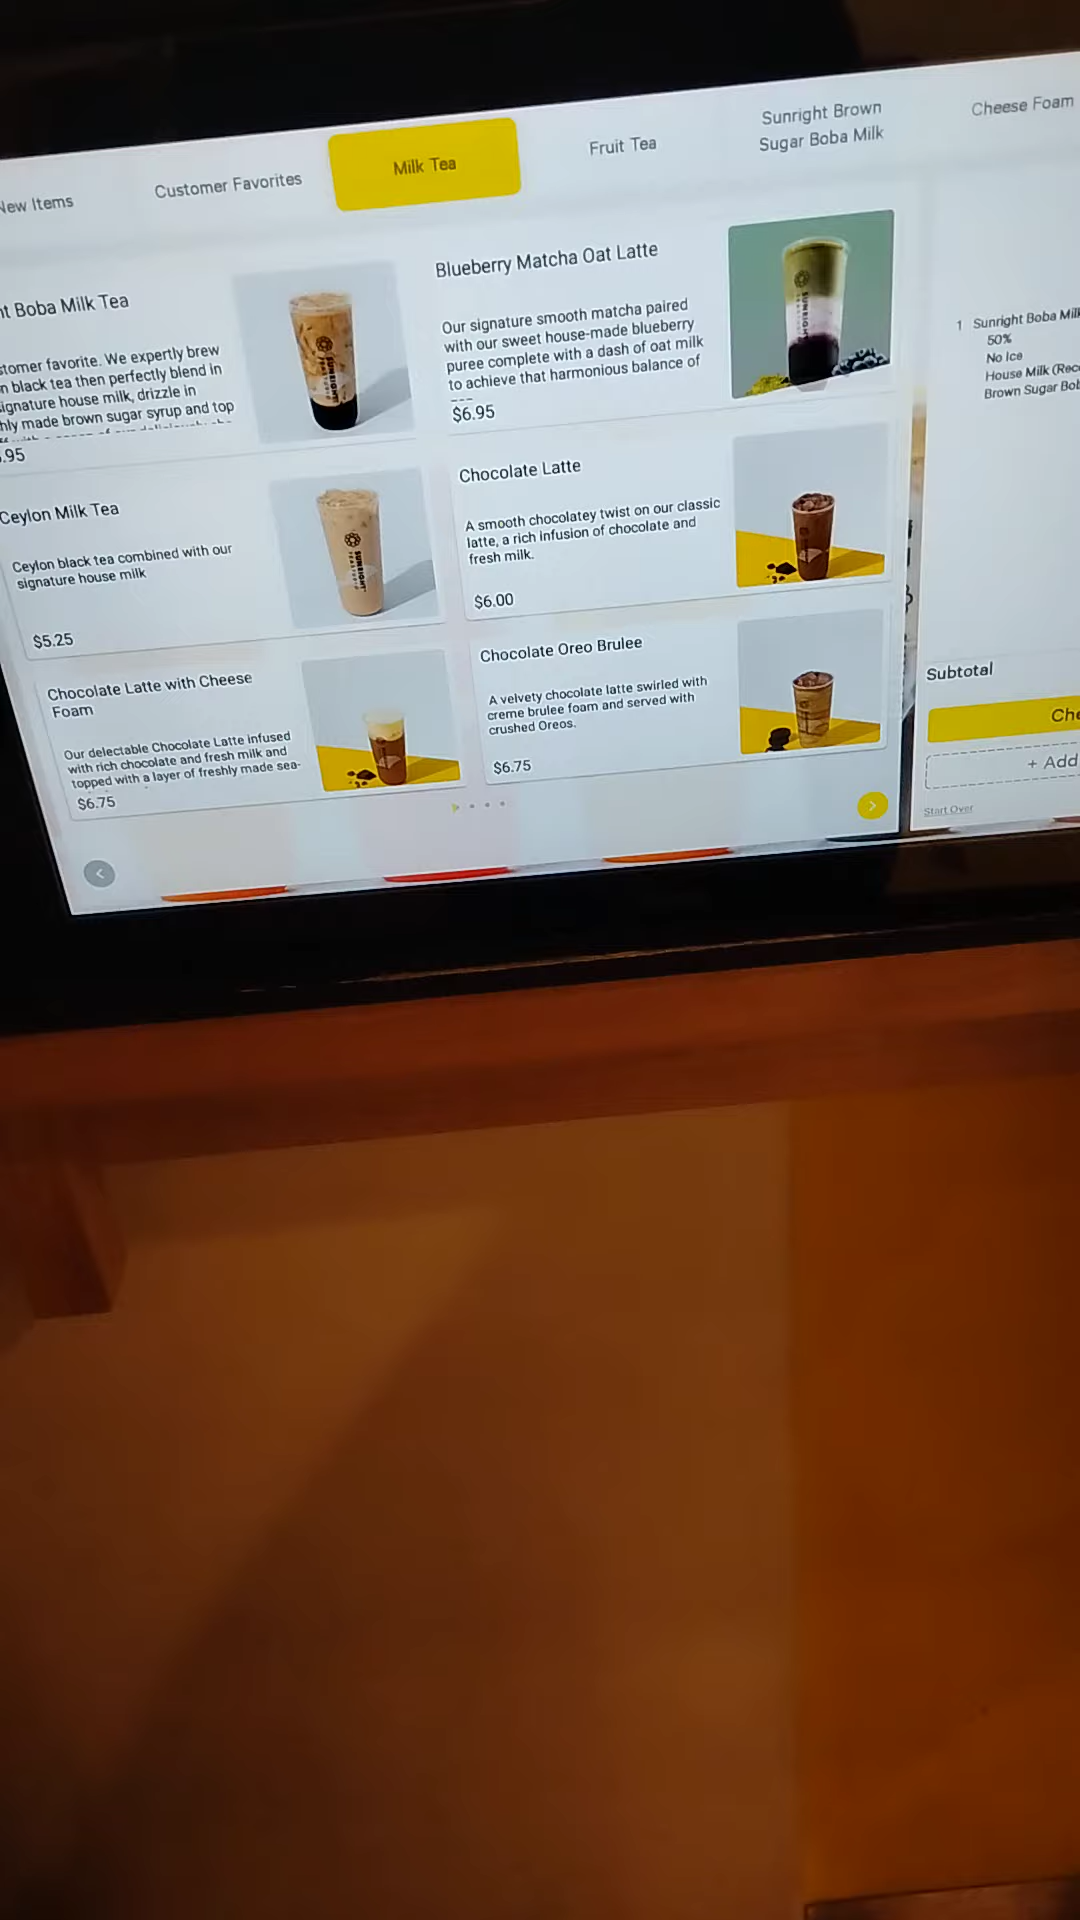 New Items
Customer Favorites
Milk Tea
Fruit Tea
Sunright Brown
Sugar Boba Milk
Cheese Foam
Boba Milk Tea
favorite. We expertly brew
black tea then perfectly blend in
house milk, drizzle in
made brown sugar syrup and top
.95
Blueberry Matcha Oat Latte
Our signature smooth matcha paired
with our sweet house-made blueberry
puree complete with a dash of oat milk
to achieve that harmonious balance of
$6.95
SUNRIGHT
Ceylon Milk Tea
Ceylon black tea combined with our
signature house milk
$5.25
SUNRIGHT
Chocolate Latte
A smooth chocolatey twist on our classic
latte, a rich infusion of chocolate and
fresh milk.
$6.00
Chocolate Latte with Cheese
Foam
Our delectable Chocolate Latte infused
with rich chocolate and fresh milk and
topped with a layer of freshly made sea-
$6.75
Chocolate Oreo Brulee
A velvety chocolate latte swirled with
creme brulee foam and served with
crushed Oreos.
$6.75
1 Sunright Boba
50%
No Ice
House Milk
Brown Sugar
Subtotal
+ Add
Start Over